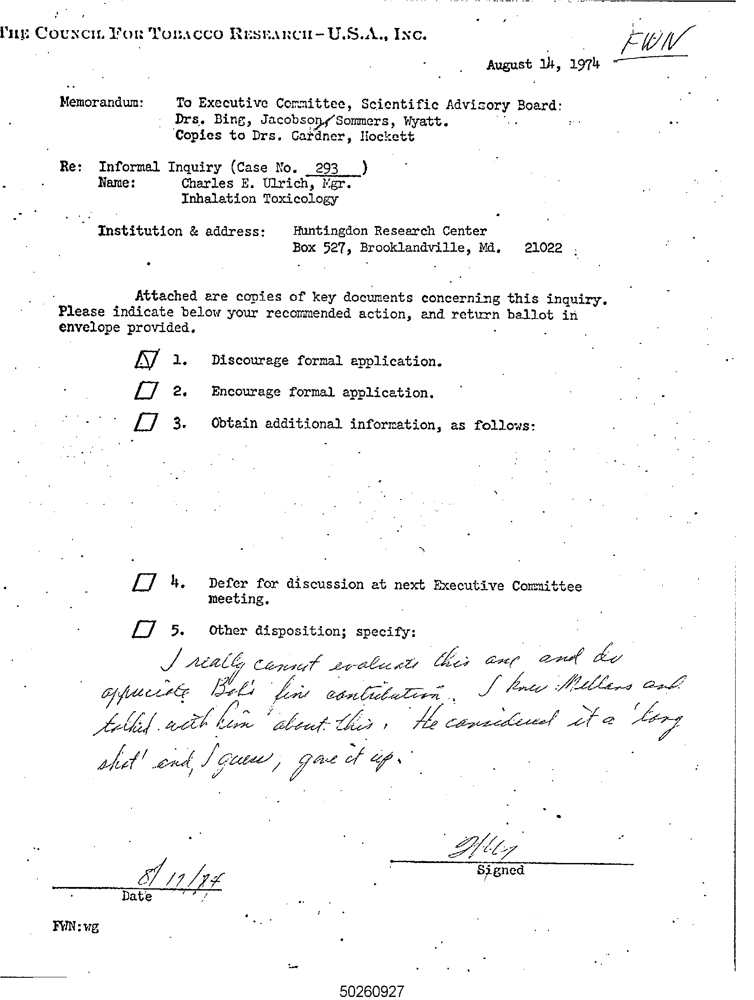 THE COUNCIL FOR TOBACCO RESEARCH-U.S.A., INC.
FWN
August 14, 1974
Memorandum: To Executive Committee, Scientific Advisory Board:
Drs. Bing, Jacobson, Sommers, Wyatt.
Copies to Drs. Gardner, Hockett
Re: Informal Inquiry (Case No. 293 )
Name: Charles E. Ulrich, Mgr.
Inhalation Toxicology
Institution & address: Huntingdon Research Center
Box 527, Brooklandville, Md. 21022
Attached are copies of key documents concerning this inquiry.
Please indicate below your recommended action, and return ballot in
envelope provided.
1. Discourage formal application.
2. Encourage formal application.
3. Obtain additional information, as follows:
4. Defer for discussion at next Executive Committee
meeting.
5. Other disposition; specify:
I really cannot evaluate this one and do
appreciate Bob's fine contribution. I knew Mellors and
talked with him about this. He considered it a 'long
shot' and, I guess, gave it up.
Signed
8/ /74
Date
FWN:wg
50260927